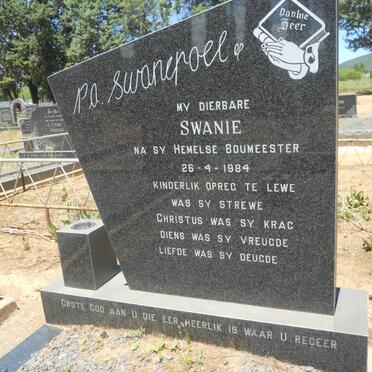 Dankie
Heer
P.A. Swanepoel
MY DIERBARE
SWANIE
NA SY HEMELSE BOUMEESTER
26-4-1984
KINDERLIK OPREG TE LEWE
WAS SY STREWE
CHRISTUS WAS SY KRAG
DIENS WAS SY VREUGDE
LIEFDE WAS SY DEUGDE
GROTE GOD AAN U DIE EER HEERLIK IS WAAR U REGEER